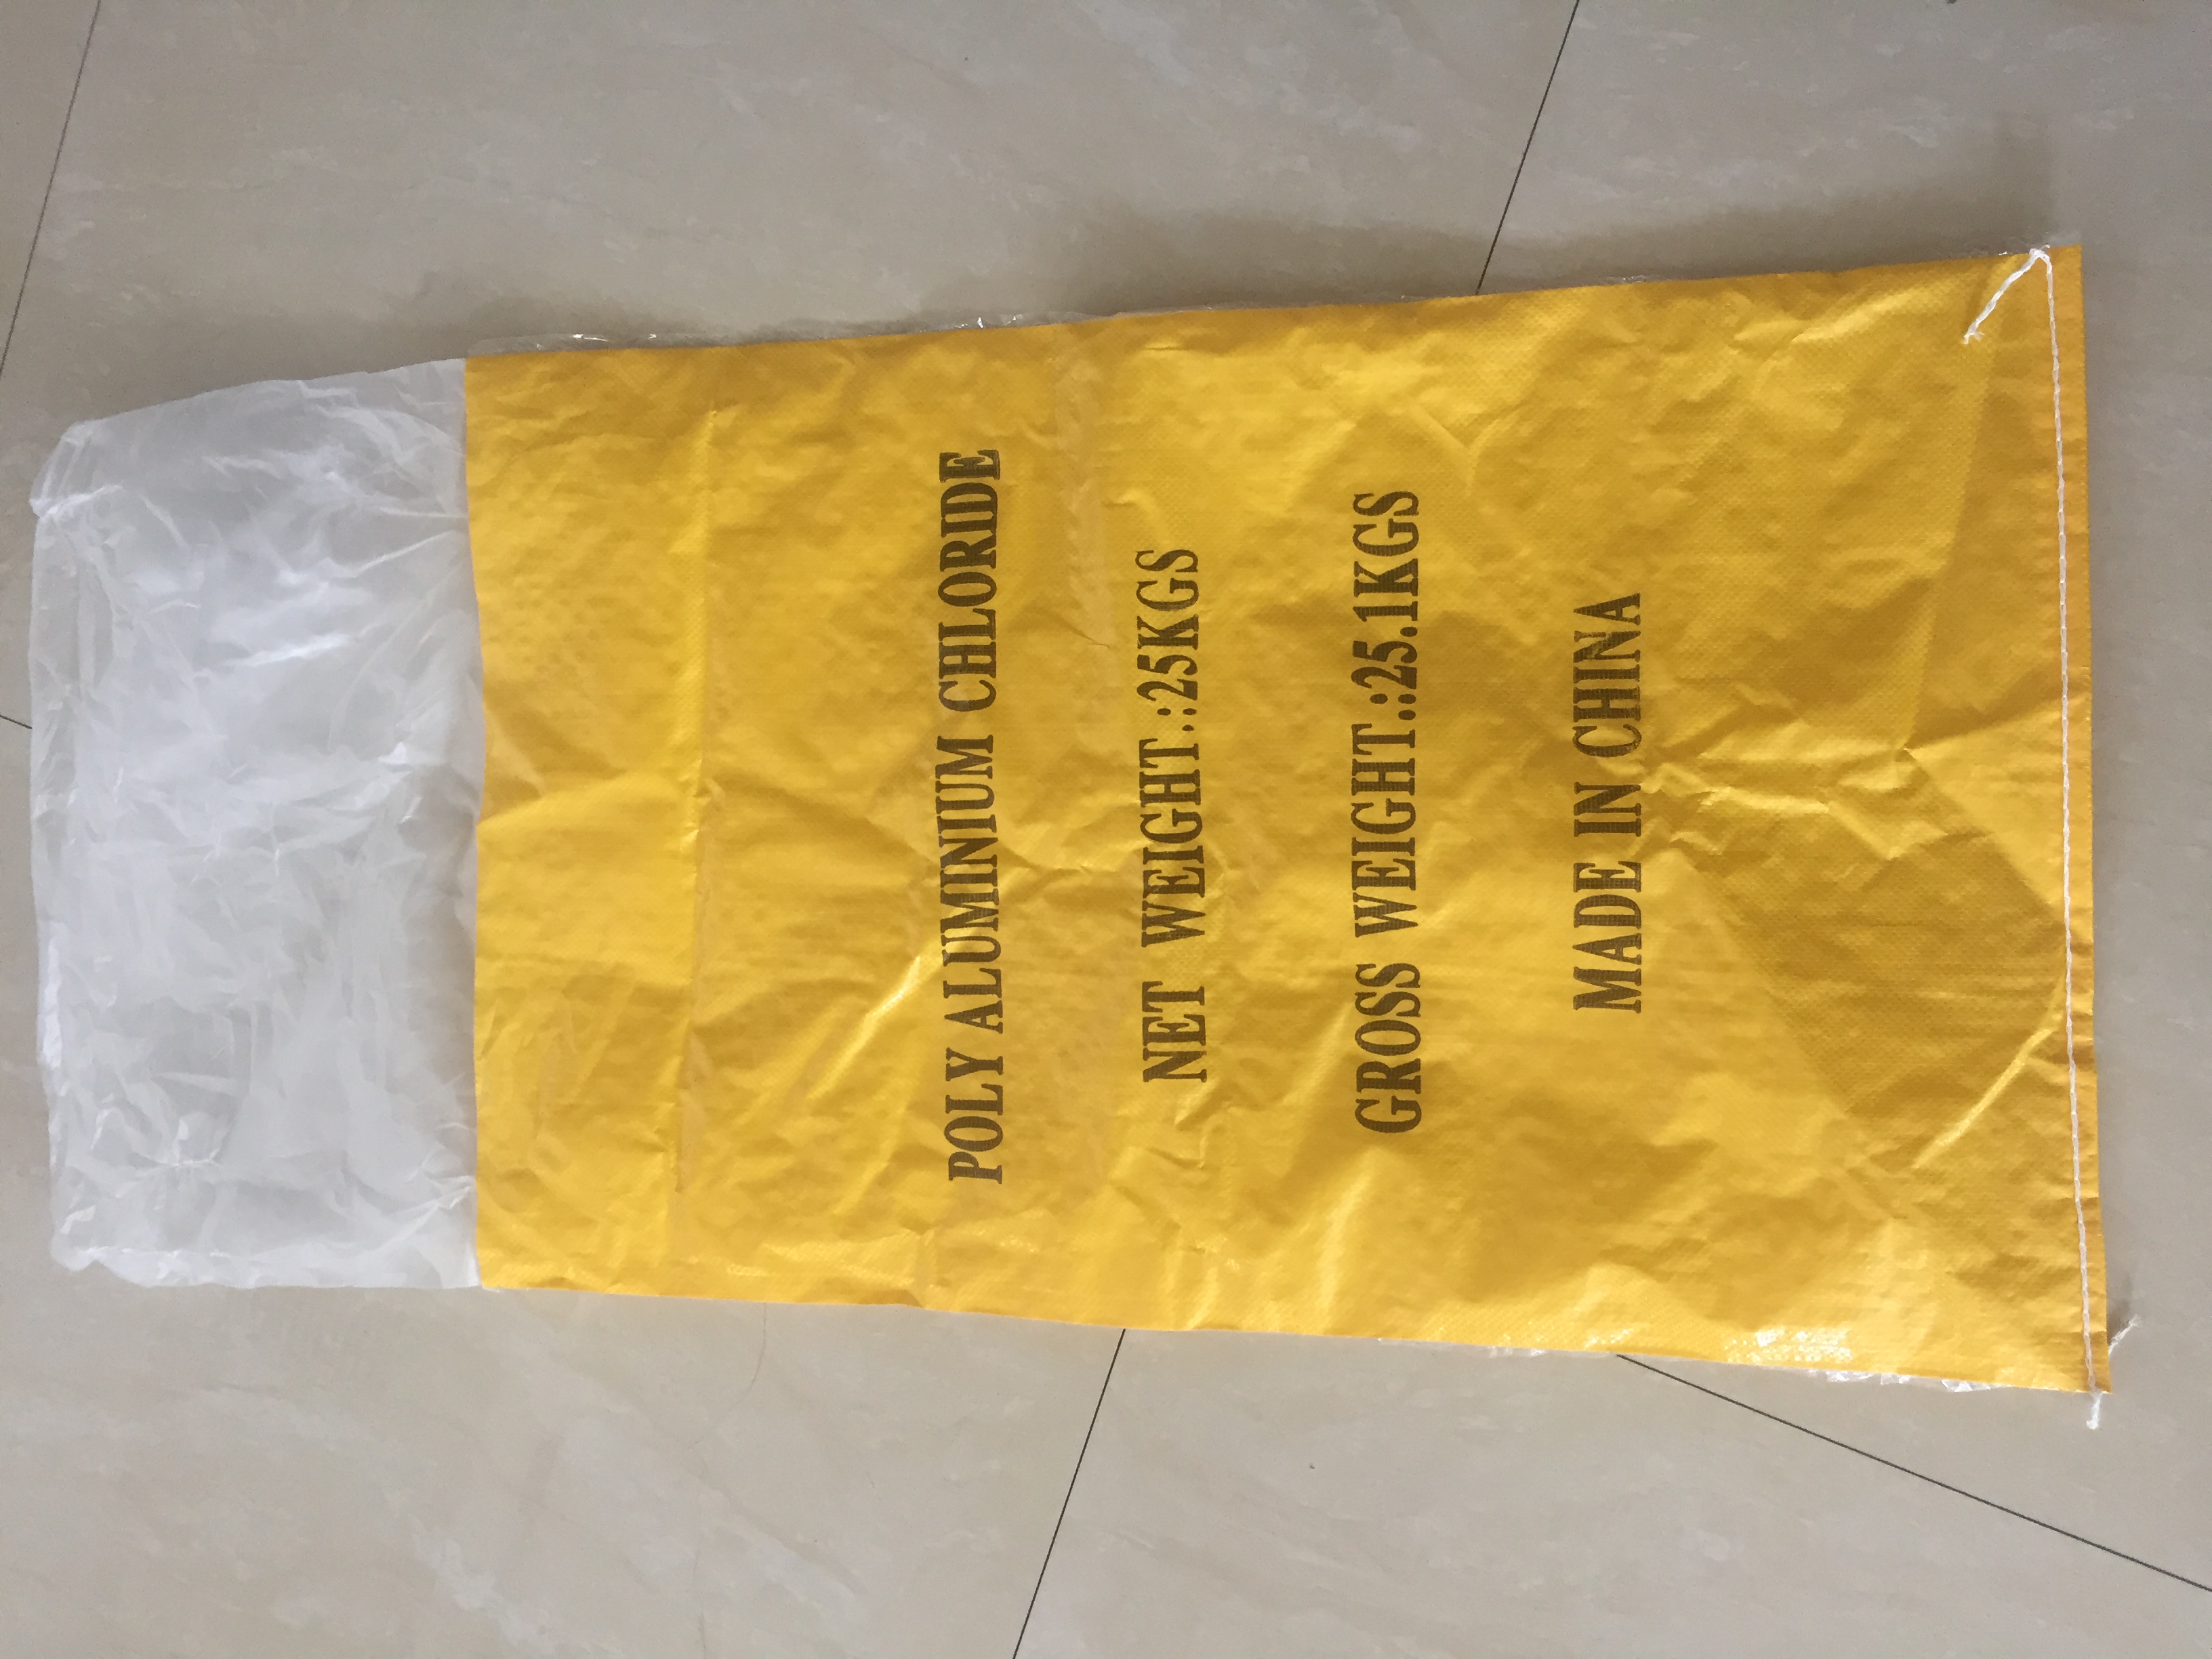 POLY ALUMINIUM CHLORIDE
NET WEIGHT.:25KGS
GROSS WEIGHT.:25.1KGS
MADE IN CHINA